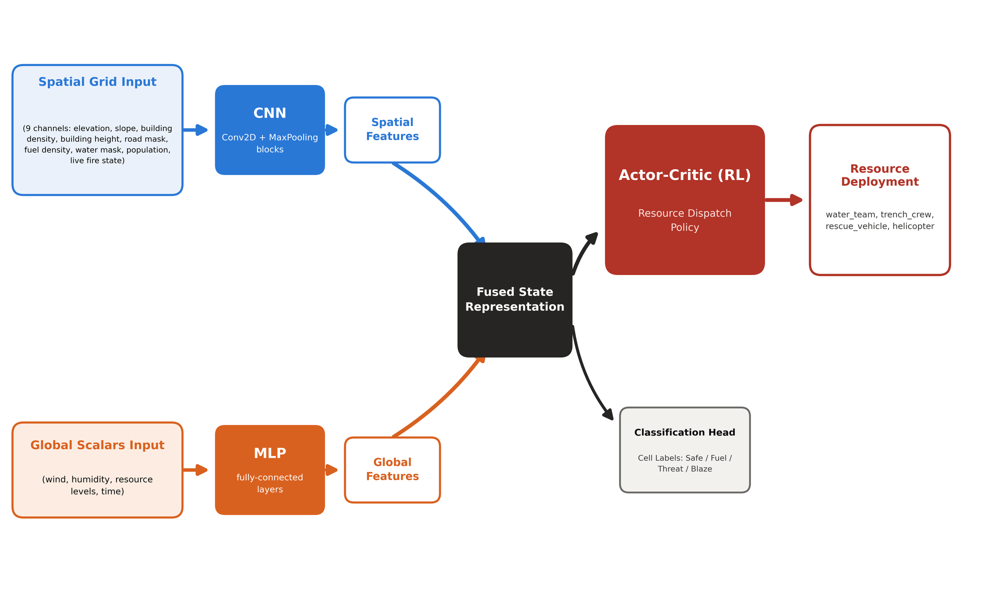 Spatial Grid Input
(9 channels: elevation, slope, building
density, building height, road mask,
fuel density, water mask, population,
live fire state)
CNN
Conv2D + MaxPooling
blocks
Spatial
Features
Actor-Critic (RL)
Resource Dispatch
Policy
Resource
Deployment
water_team, trench_crew,
rescue_vehicle, helicopter
Fused State
Representation
Global Scalars Input
(wind, humidity, resource
levels, time)
MLP
fully-connected
layers
Global
Features
Classification Head
Cell Labels: Safe / Fuel /
Threat / Blaze